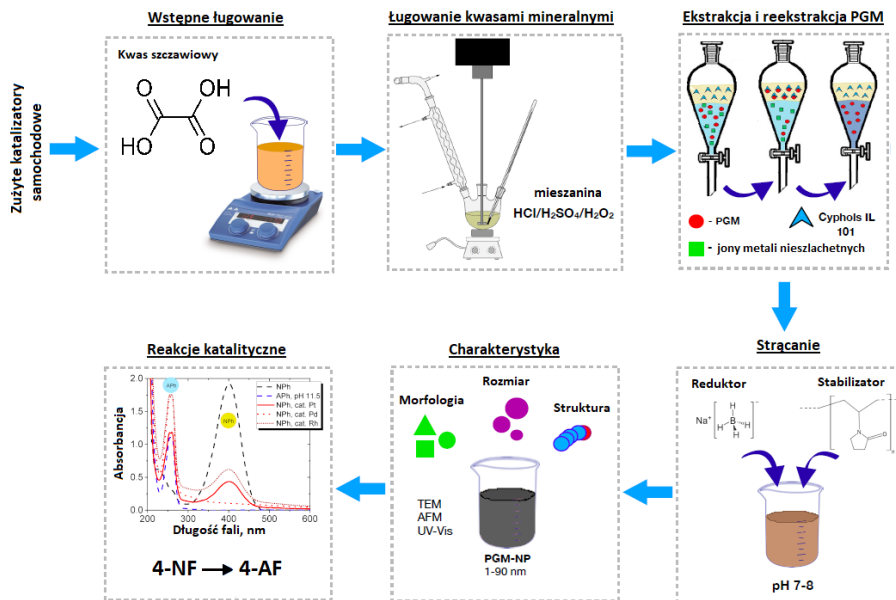 Zużyte katalizatory
samochodowe
Wstępne ługowanie
Kwas szczawiowy
O
OH
HO
O
Ługowanie kwasami mineralnymi
mieszanina
HCl/H₂SO₄/H₂O₂
Ekstrakcja i reekstrakcja PGM
- PGM
Cyphols IL
101
- jony metali nieszlachetnych
Strącanie
Reduktor
Stabilizator
Na⁺
H
H
B
H
H
N
O
pH 7-8
Charakterystyka
Rozmiar
Morfologia
Struktura
TEM
AFM
UV-Vis
PGM-NP
1-90 nm
Reakcje katalityczne
Absorbancja
2.0
1.5
1.0
0.5
0.0
APh
NPh
NPh
APh, pH 11.5
NPh, cat. Pt
NPh, cat. Pd
NPh, cat. Rh
200
300
400
500
600
Długość fali, nm
4-NF → 4-AF